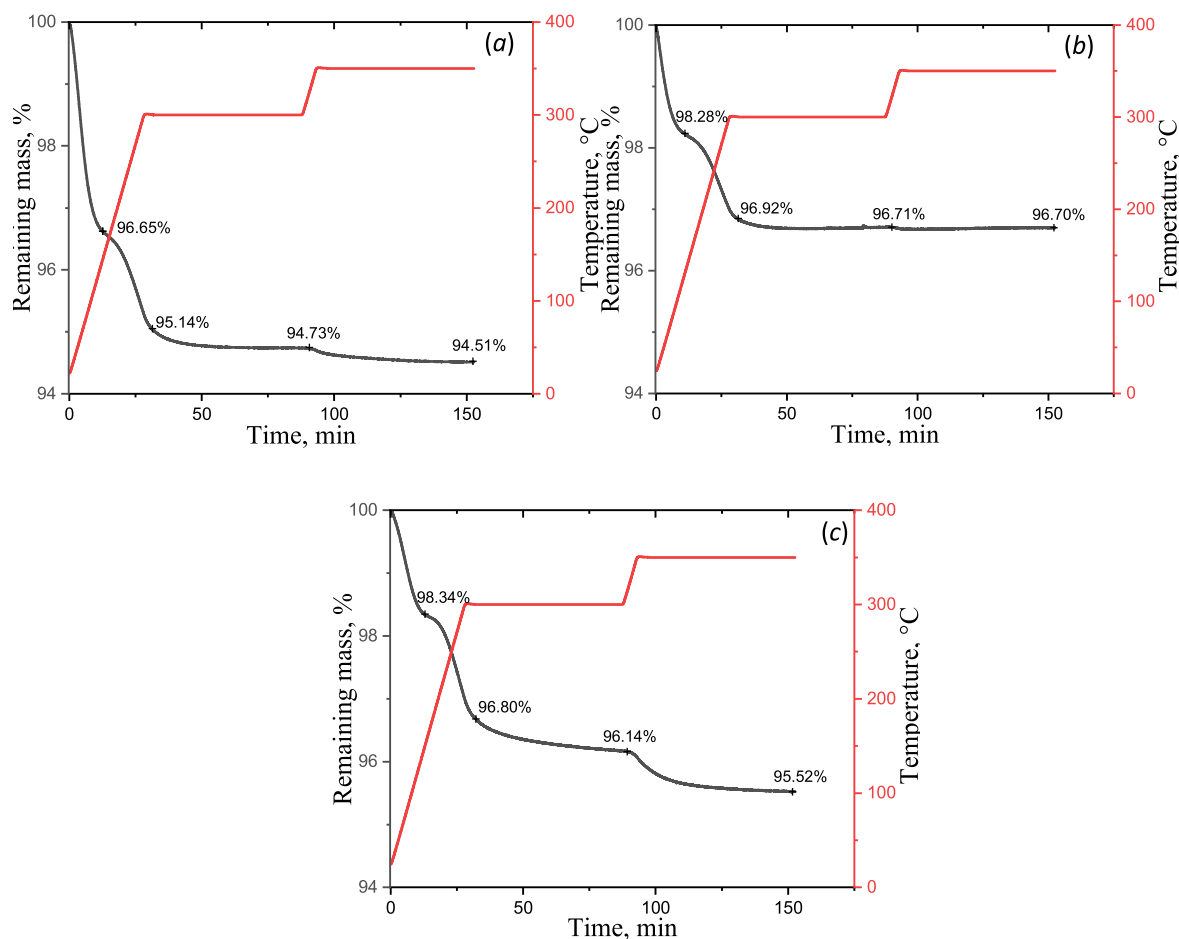 (a)
Remaining mass, %
100
98
96
94
96.65%
95.14%
94.73%
94.51%
400
300
200
100
0
Temperature, °C
0 50 100 150
Time, min
(b)
Remaining mass, %
100
98
96
94
98.28%
96.92%
96.71%
96.70%
400
300
200
100
0
Temperature, °C
0 50 100 150
Time, min
(c)
Remaining mass, %
100
98
96
94
98.34%
96.80%
96.14%
95.52%
400
300
200
100
0
Temperature, °C
0 50 100 150
Time, min